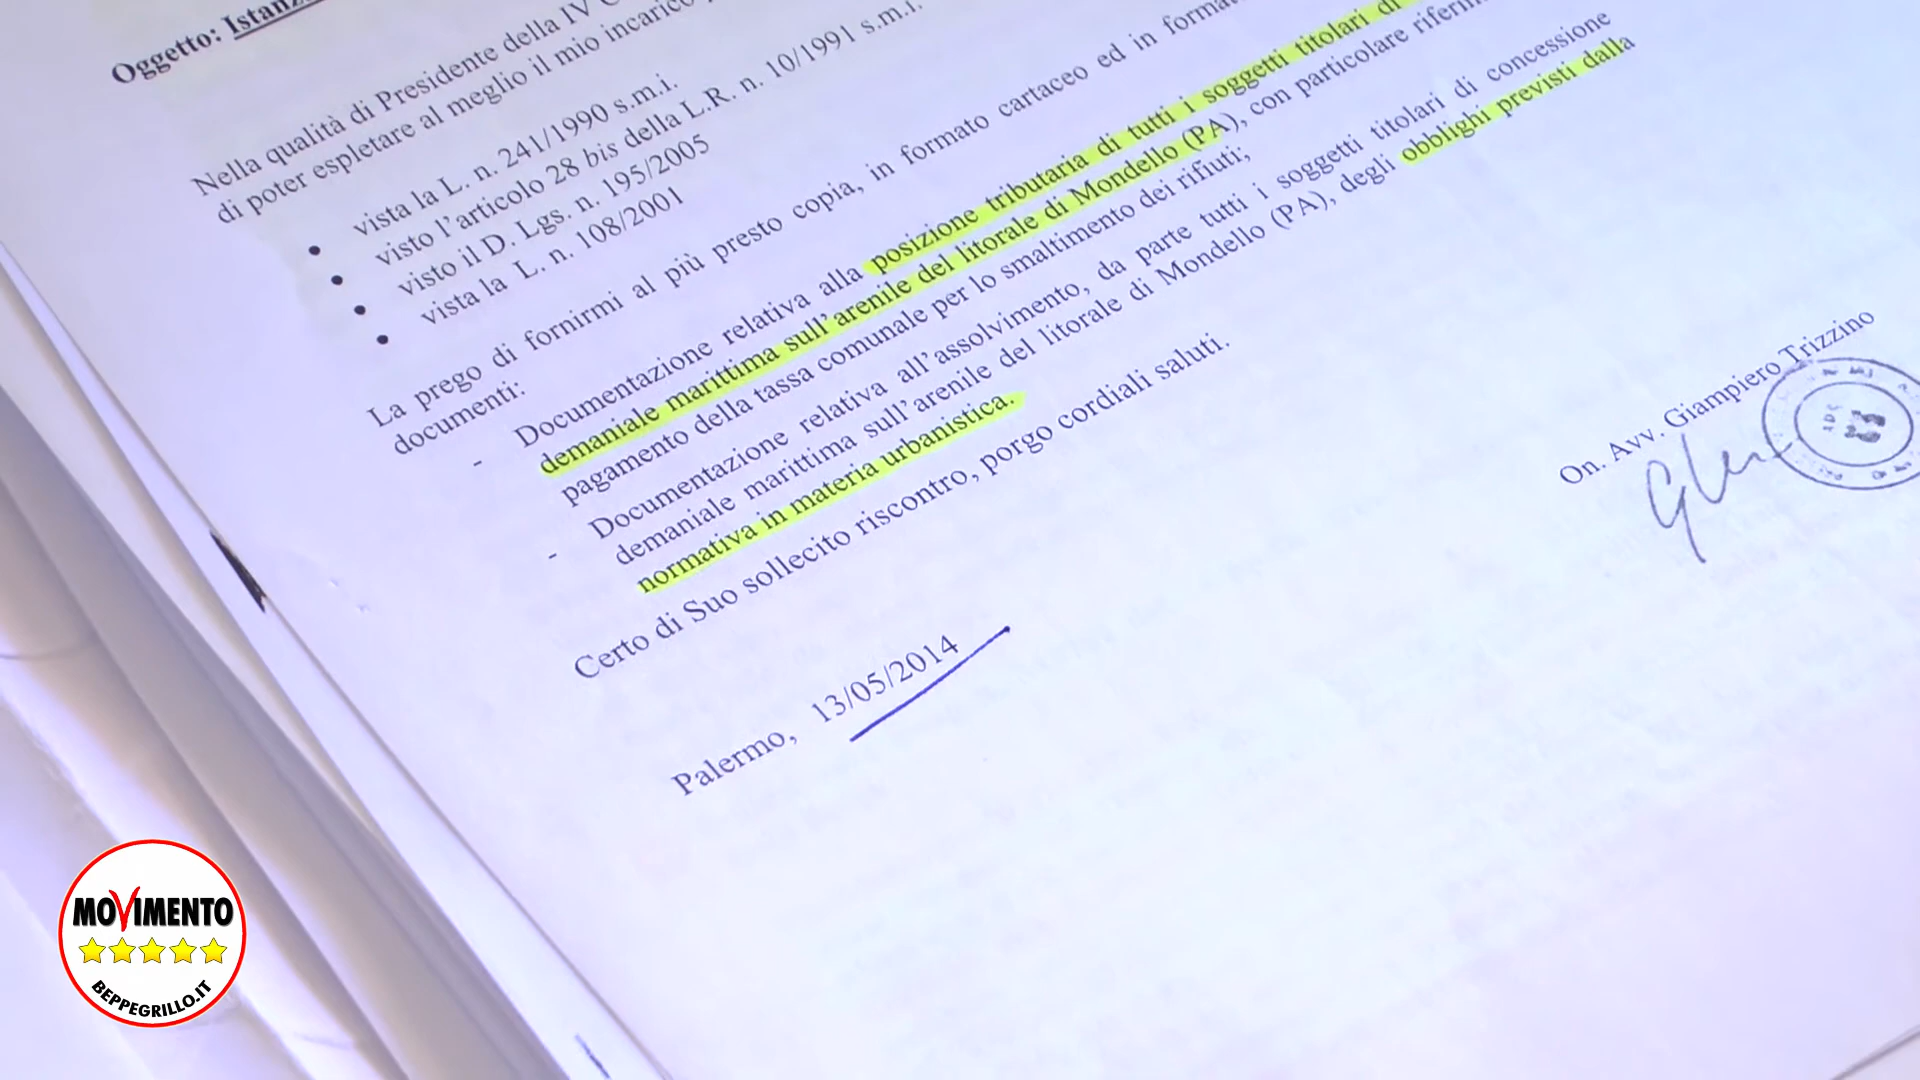 Oggetto: Istanz
Nella qualità di Presidente della IV C
di poter espletare al meglio il mio incarico
• vista la L. n. 241/1990 s.m.i.
• visto l'articolo 28 bis della L.R. n. 10/1991 s.m.i.
• visto il D. Lgs. n. 195/2005
• vista la L. n. 108/2001
La prego di fornirmi al più presto copia, in formato cartaceo ed in forma
documenti:
- Documentazione relativa alla posizione tributaria di tutti i soggetti titolari di
demaniale marittima sull'arenile del litorale di Mondello (PA), con particolare riferim
pagamento della tassa comunale per lo smaltimento dei rifiuti;
- Documentazione relativa all'assolvimento, da parte tutti i soggetti titolari di concessione
demaniale marittima sull'arenile del litorale di Mondello (PA), degli obblighi previsti dalla
normativa in materia urbanistica.
Certo di Suo sollecito riscontro, porgo cordiali saluti.
On. Avv. Giampiero Trizzino
Palermo, 13/05/2014
MOVIMENTO
BEPPEGRILLO.IT